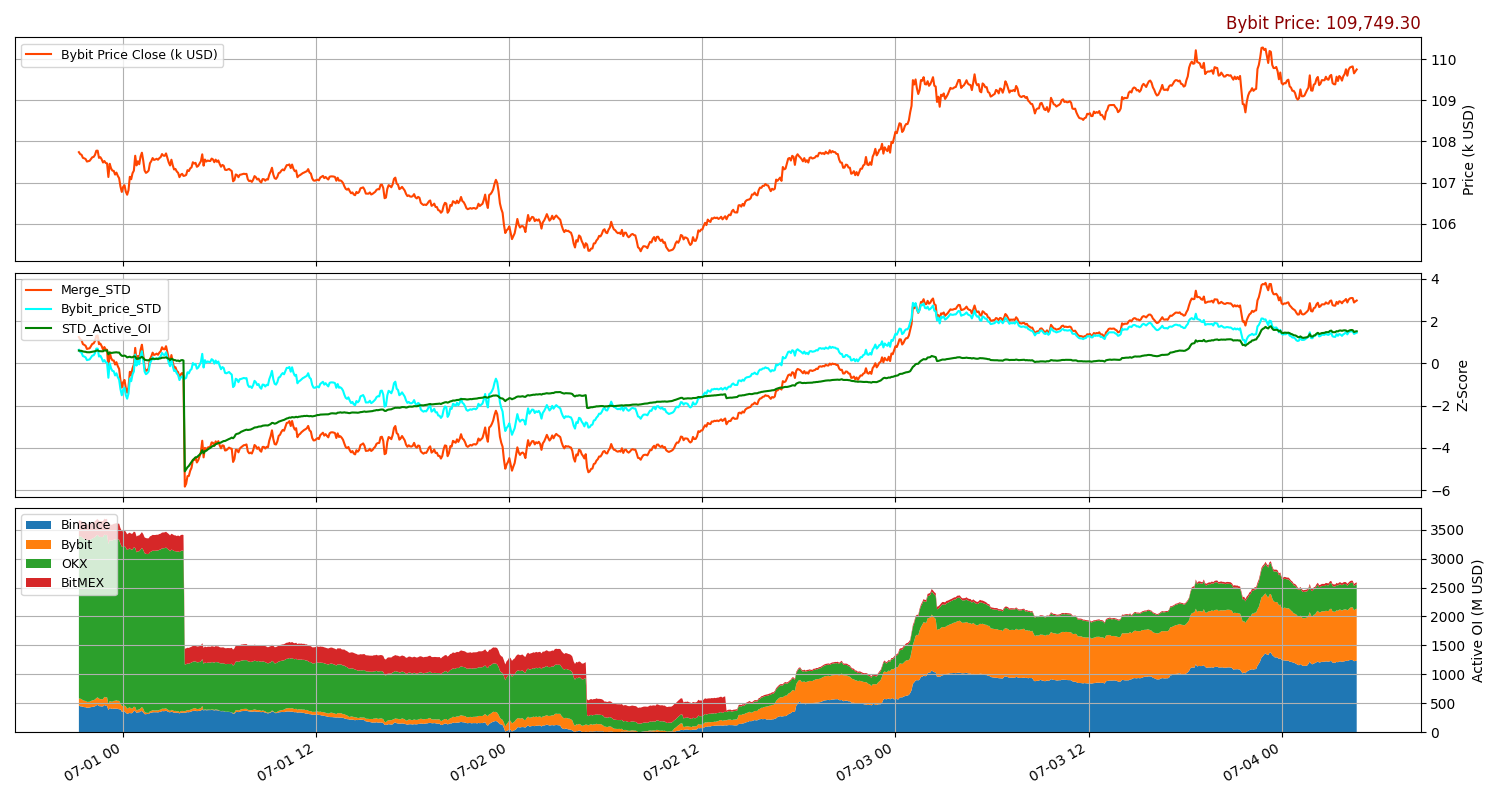 Bybit Price: 109,749.30
Bybit Price Close (k USD)
110
109
108
107
106
Price (k USD)
Merge_STD
Bybit_price_STD
STD_Active_OI
4
2
0
−2
−4
−6
Z-Score
Binance
Bybit
OKX
BitMEX
3500
3000
2500
2000
1500
1000
500
0
Active OI (M USD)
07-01 00
07-01 12
07-02 00
07-02 12
07-03 00
07-03 12
07-04 00